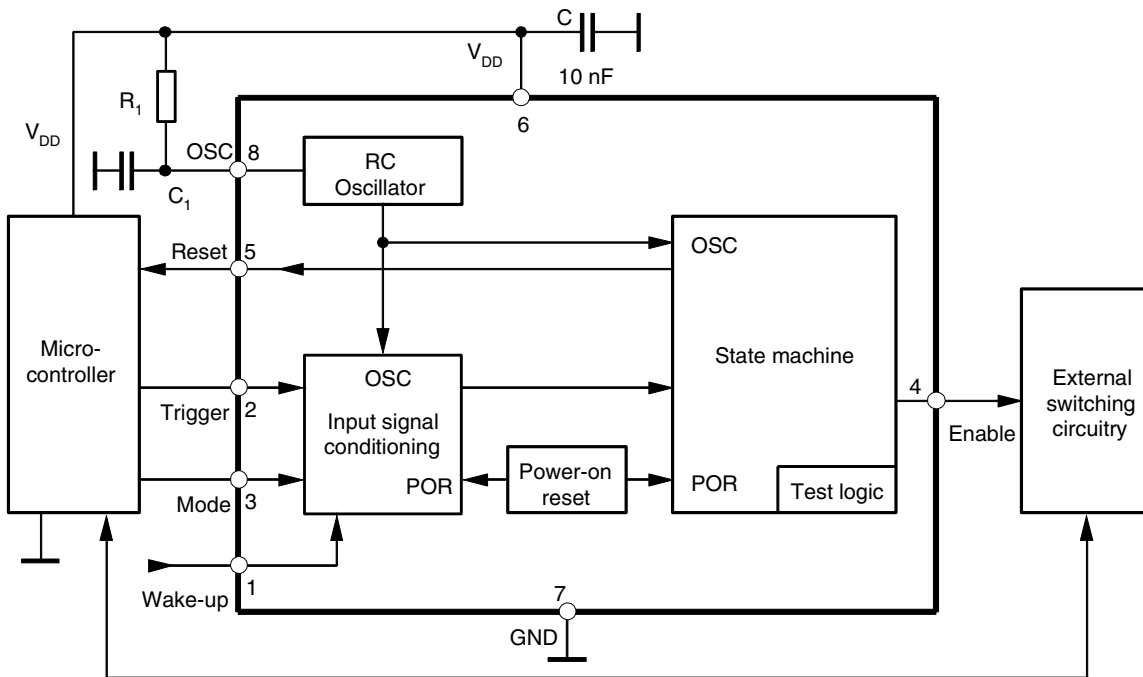 C
V_DD
10 nF
R_1
6
V_DD
OSC
8
RC
Oscillator
C_1
Reset
5
OSC
Micro-
controller
State machine
4
External
switching
circuitry
OSC
Input signal
conditioning
Trigger
2
Enable
Power-on
reset
POR
POR
Test logic
Mode
3
Wake-up
1
7
GND